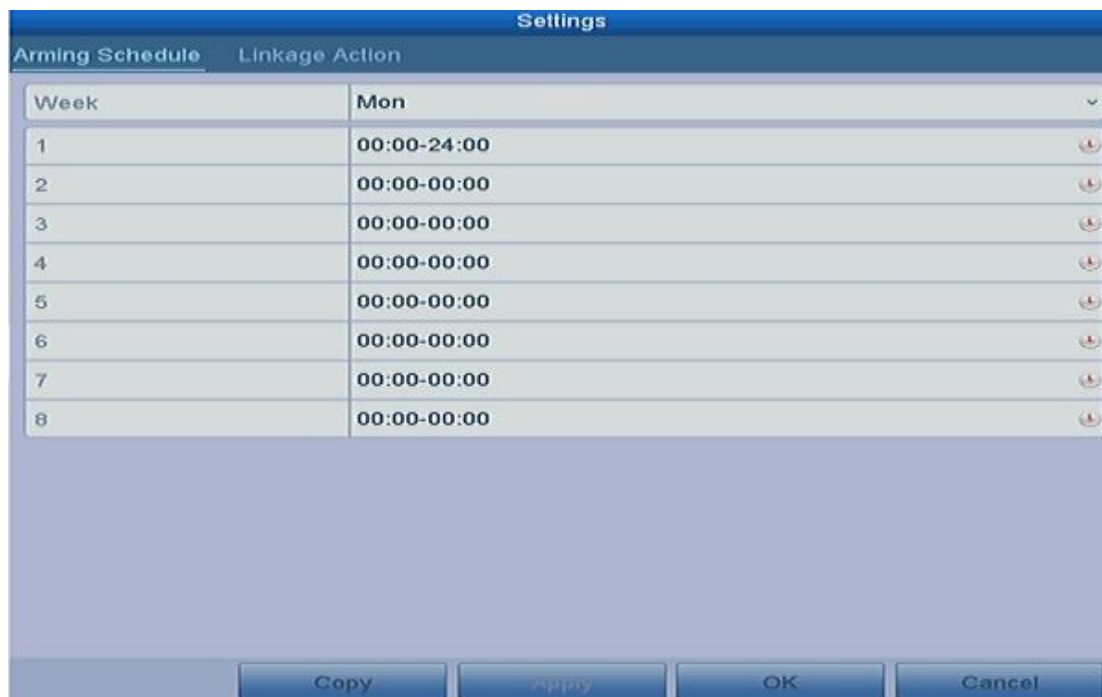 Settings
Arming Schedule Linkage Action
Week Mon
1 00:00-24:00
2 00:00-00:00
3 00:00-00:00
4 00:00-00:00
5 00:00-00:00
6 00:00-00:00
7 00:00-00:00
8 00:00-00:00
Copy Apply OK Cancel